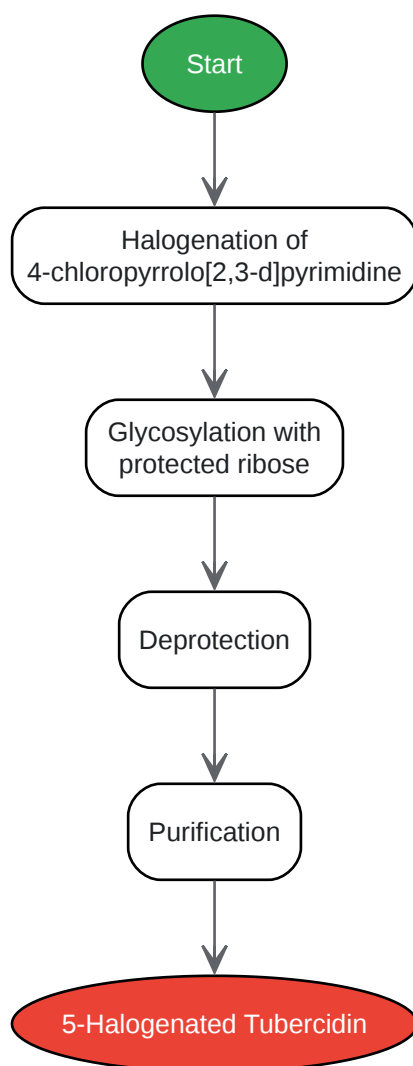 Start
Halogenation of
4-chloropyrrolo[2,3-d]pyrimidine
Glycosylation with
protected ribose
Deprotection
Purification
5-Halogenated Tubercidin